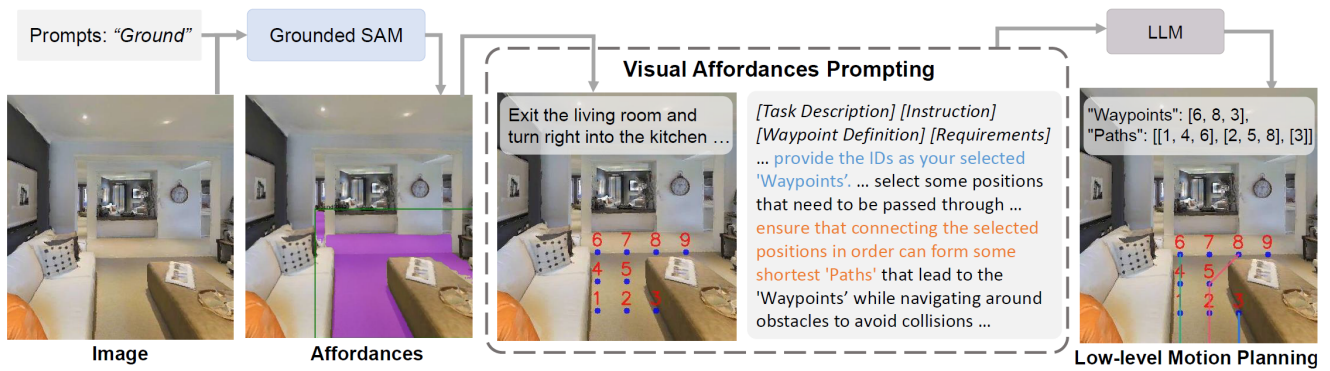 Prompts: “Ground”
Grounded SAM
LLM
Visual Affordances Prompting
Exit the living room and
turn right into the kitchen …
6 7 8 9
4 5
1 2 3
[Task Description] [Instruction]
[Waypoint Definition] [Requirements]
… provide the IDs as your selected
'Waypoints’. … select some positions
that need to be passed through …
ensure that connecting the selected
positions in order can form some
shortest 'Paths' that lead to the
'Waypoints’ while navigating around
obstacles to avoid collisions …
"Waypoints": [6, 8, 3],
"Paths": [[1, 4, 6], [2, 5, 8], [3]]
6 7 8 9
4 5
1 2 3
Image
Affordances
Low-level Motion Planning